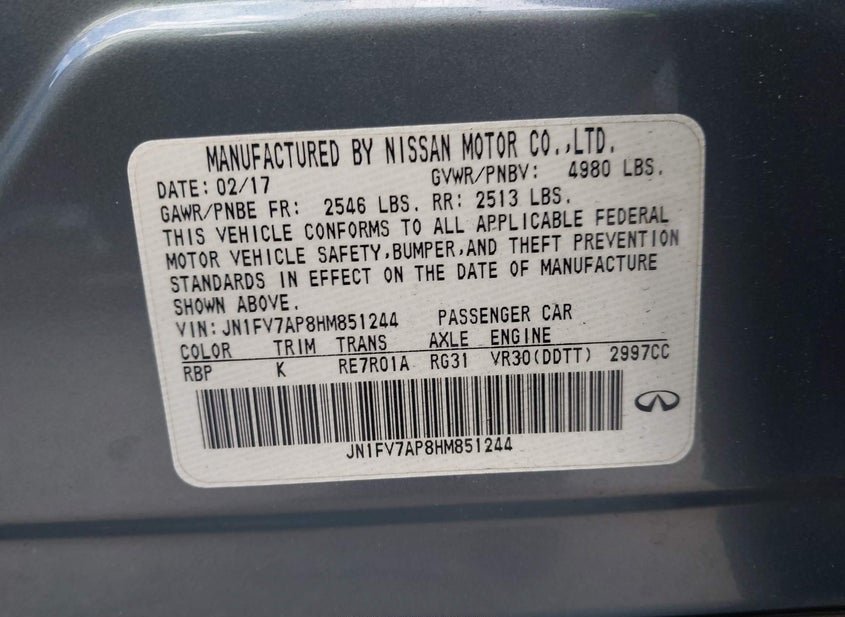 MANUFACTURED BY NISSAN MOTOR CO.,LTD.
DATE: 02/17 GVWR/PNBV: 4980 LBS.
GAWR/PNBE FR: 2546 LBS. RR: 2513 LBS.
THIS VEHICLE CONFORMS TO ALL APPLICABLE FEDERAL
MOTOR VEHICLE SAFETY,BUMPER,AND THEFT PREVENTION
STANDARDS IN EFFECT ON THE DATE OF MANUFACTURE
SHOWN ABOVE.
VIN: JN1FV7AP8HM851244 PASSENGER CAR
COLOR TRIM TRANS AXLE ENGINE
RBP K RE7R01A RG31 VR30(DDTT) 2997CC
JN1FV7AP8HM851244